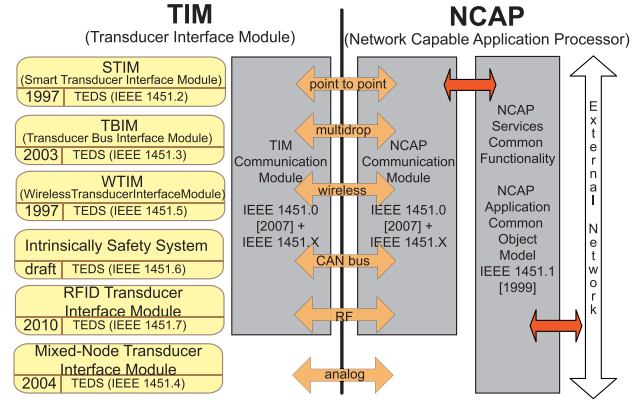 TIM
(Transducer Interface Module)
NCAP
(Network Capable Application Processor)
STIM
(Smart Transducer Interface Module)
1997 TEDS (IEEE 1451.2)
TBIM
(Transducer Bus Interface Module)
2003 TEDS (IEEE 1451.3)
WTIM
(WirelessTransducerInterfaceModule)
1997 TEDS (IEEE 1451.5)
Intrinsically Safety System
draft TEDS (IEEE 1451.6)
RFID Transducer
Interface Module
2010 TEDS (IEEE 1451.7)
Mixed-Node Transducer
Interface Module
2004 TEDS (IEEE 1451.4)
TIM
Communication
Module
IEEE 1451.0
[2007] +
IEEE 1451.X
point to point
multidrop
wireless
CAN bus
RF
analog
NCAP
Communication
Module
IEEE 1451.0
[2007] +
IEEE 1451.X
NCAP
Services
Common
Functionality
NCAP
Application
Common
Object
Model
IEEE 1451.1
[1999]
External Network